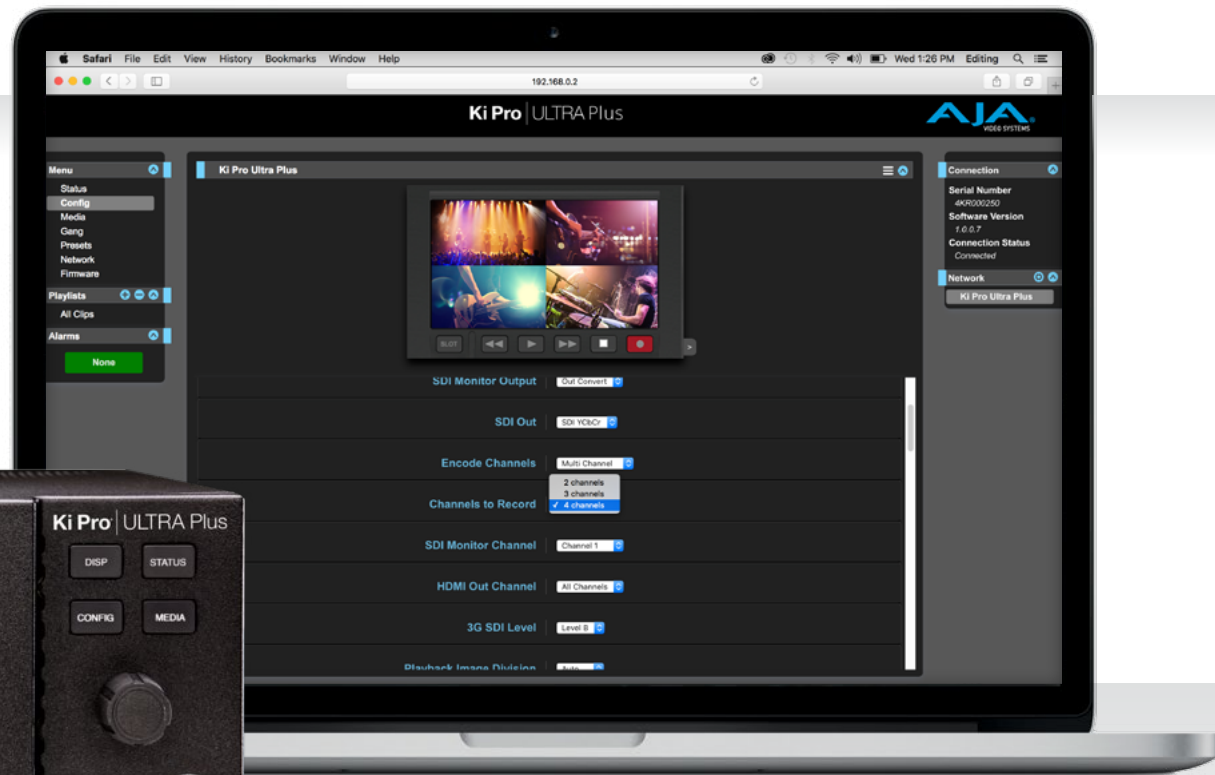 Safari File Edit View History Bookmarks Window Help Wed 1:26 PM Editing
192.168.0.2
Ki Pro ULTRA Plus
AJA
VIDEO SYSTEMS
Menu
Status
Config
Media
Gang
Presets
Network
Firmware
Playlists
All Clips
Alarms
None
Ki Pro Ultra Plus
SLOT
SDI Monitor Output Out Convert
SDI Out SDI YCbCr
Encode Channels Multi Channel
2 channels
3 channels
Channels to Record ✓ 4 channels
SDI Monitor Channel Channel 1
HDMI Out Channel All Channels
3G SDI Level Level B
Playback Image Division Auto
Connection
Serial Number
4KR000250
Software Version
1.0.0.7
Connection Status
Connected
Network
Ki Pro Ultra Plus
Ki Pro ULTRA Plus
DISP STATUS
CONFIG MEDIA